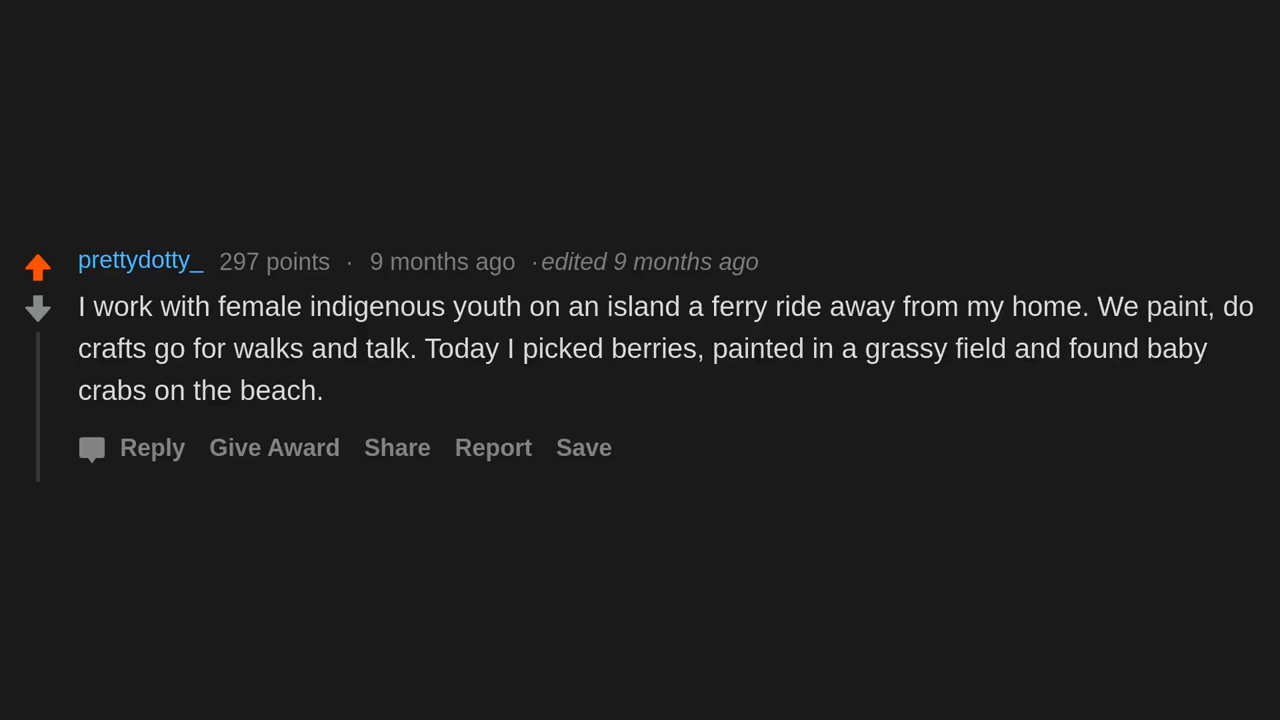 prettydotty_ 297 points · 9 months ago · edited 9 months ago
I work with female indigenous youth on an island a ferry ride away from my home. We paint, do
crafts go for walks and talk. Today I picked berries, painted in a grassy field and found baby
crabs on the beach.
Reply Give Award Share Report Save